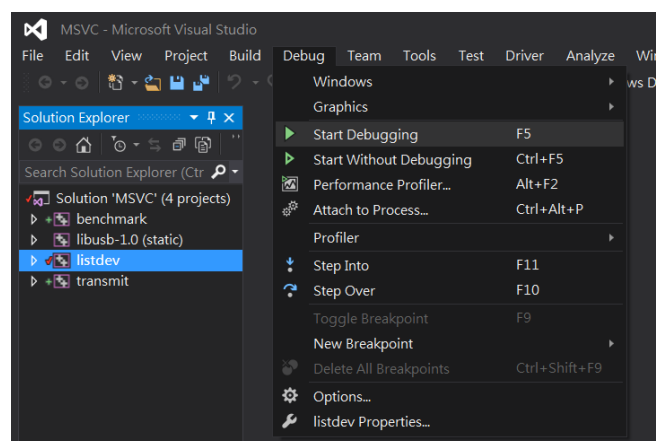 MSVC - Microsoft Visual Studio
File Edit View Project Build Debug Team Tools Test Driver Analyze
Solution Explorer
Search Solution Explorer (Ctr
Solution 'MSVC' (4 projects)
benchmark
libusb-1.0 (static)
listdev
transmit
Windows
Graphics
Start Debugging F5
Start Without Debugging Ctrl+F5
Performance Profiler... Alt+F2
Attach to Process... Ctrl+Alt+P
Profiler
Step Into F11
Step Over F10
Toggle Breakpoint F9
New Breakpoint
Delete All Breakpoints Ctrl+Shift+F9
Options...
listdev Properties...